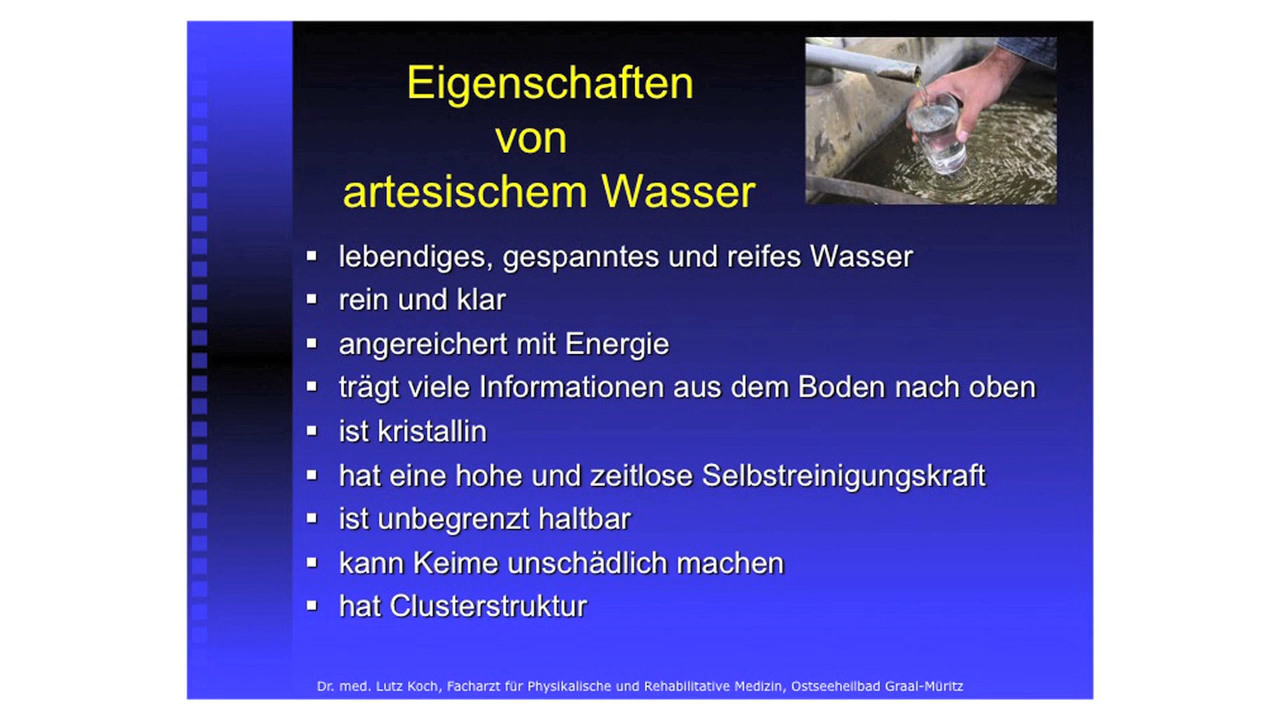 Eigenschaften
von
artesischem Wasser
▪ lebendiges, gespanntes und reifes Wasser
▪ rein und klar
▪ angereichert mit Energie
▪ trägt viele Informationen aus dem Boden nach oben
▪ ist kristallin
▪ hat eine hohe und zeitlose Selbstreinigungskraft
▪ ist unbegrenzt haltbar
▪ kann Keime unschädlich machen
▪ hat Clusterstruktur
Dr. med. Lutz Koch, Facharzt für Physikalische und Rehabilitative Medizin, Ostseeheilbad Graal-Müritz